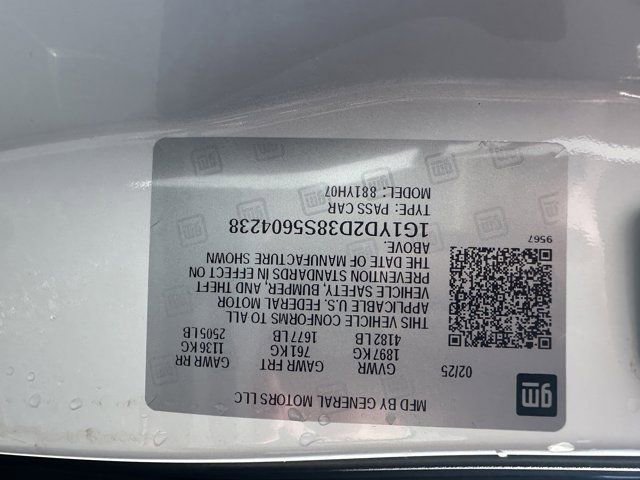 gm
MFD BY GENERAL MOTORS LLC
02/25 GVWR GAWR FRT GAWR RR
1897 KG 761 KG 1136 KG
4182 LB 1677 LB 2505 LB
THIS VEHICLE CONFORMS TO ALL
APPLICABLE U.S. FEDERAL MOTOR
VEHICLE SAFETY, BUMPER, AND THEFT
PREVENTION STANDARDS IN EFFECT ON
THE DATE OF MANUFACTURE SHOWN
ABOVE.
1G1YD2D38S5604238
TYPE: PASS CAR
MODEL: 881YH07
9567